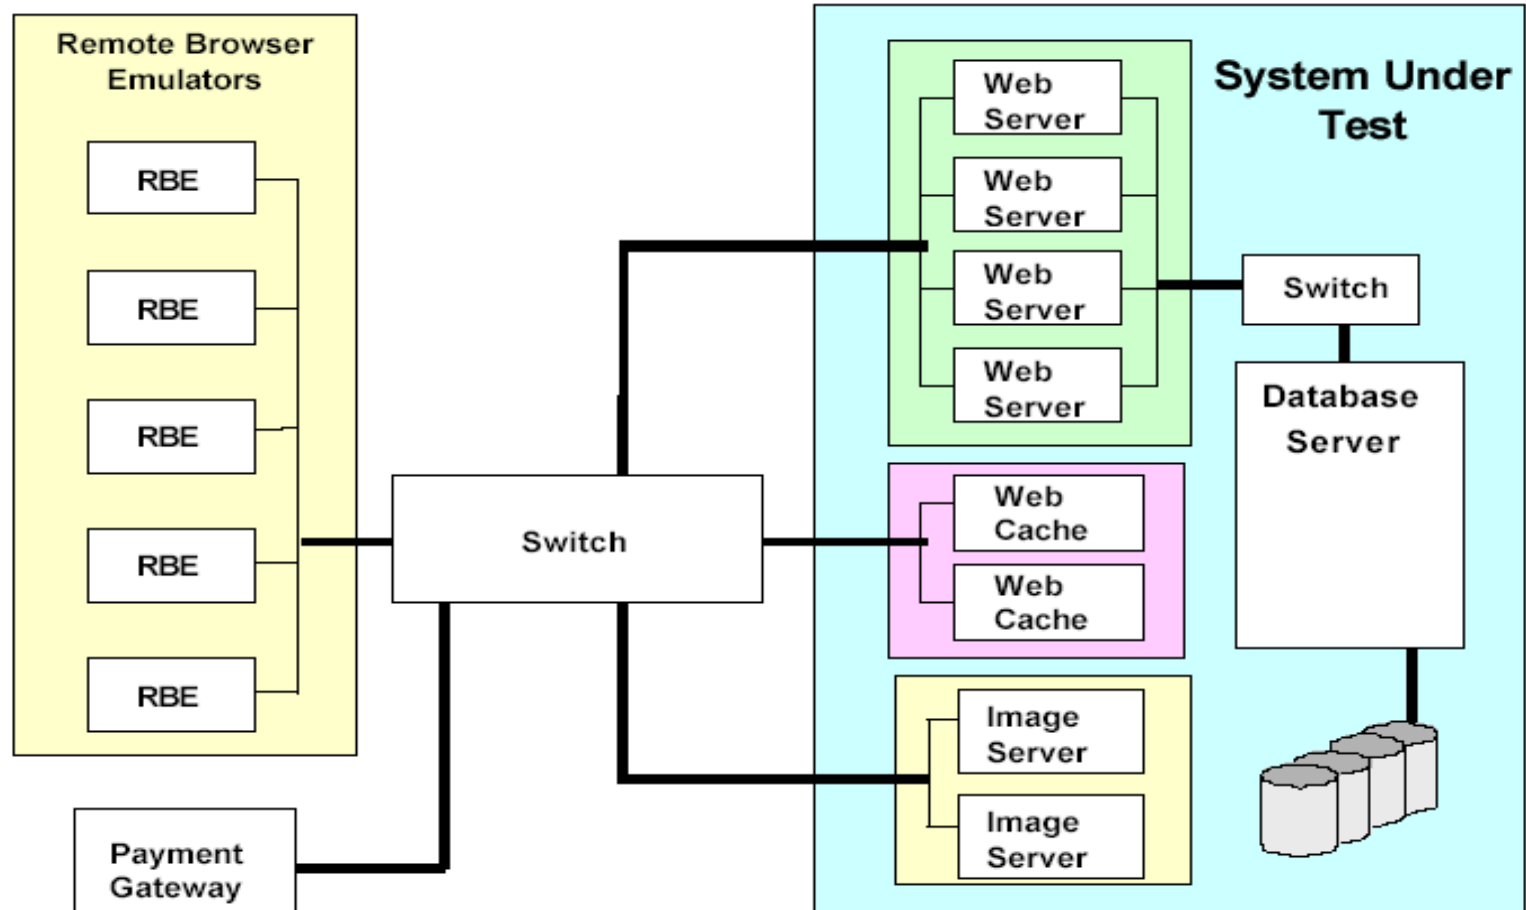 Remote Browser
Emulators
RBE
RBE
RBE
RBE
RBE
Payment
Gateway
Switch
System Under
Test
Web
Server
Web
Server
Web
Server
Web
Server
Web
Cache
Web
Cache
Image
Server
Image
Server
Switch
Database
Server